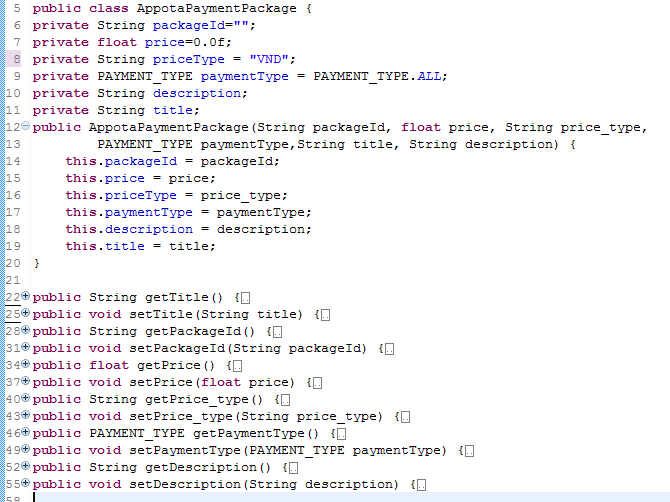 5 public class AppotaPaymentPackage {
6 private String packageId="";
7 private float price=0.0f;
8 private String priceType = "VND";
9 private PAYMENT_TYPE paymentType = PAYMENT_TYPE.ALL;
10 private String description;
11 private String title;
12 public AppotaPaymentPackage(String packageId, float price, String price_type,
13 PAYMENT_TYPE paymentType,String title, String description) {
14 this.packageId = packageId;
15 this.price = price;
16 this.priceType = price_type;
17 this.paymentType = paymentType;
18 this.description = description;
19 this.title = title;
20 }
21
22 public String getTitle() {
25 public void setTitle(String title) {
28 public String getPackageId() {
31 public void setPackageId(String packageId) {
34 public float getPrice() {
37 public void setPrice(float price) {
40 public String getPrice_type() {
43 public void setPrice_type(String price_type) {
46 public PAYMENT_TYPE getPaymentType() {
49 public void setPaymentType(PAYMENT_TYPE paymentType) {
52 public String getDescription() {
55 public void setDescription(String description) {
58